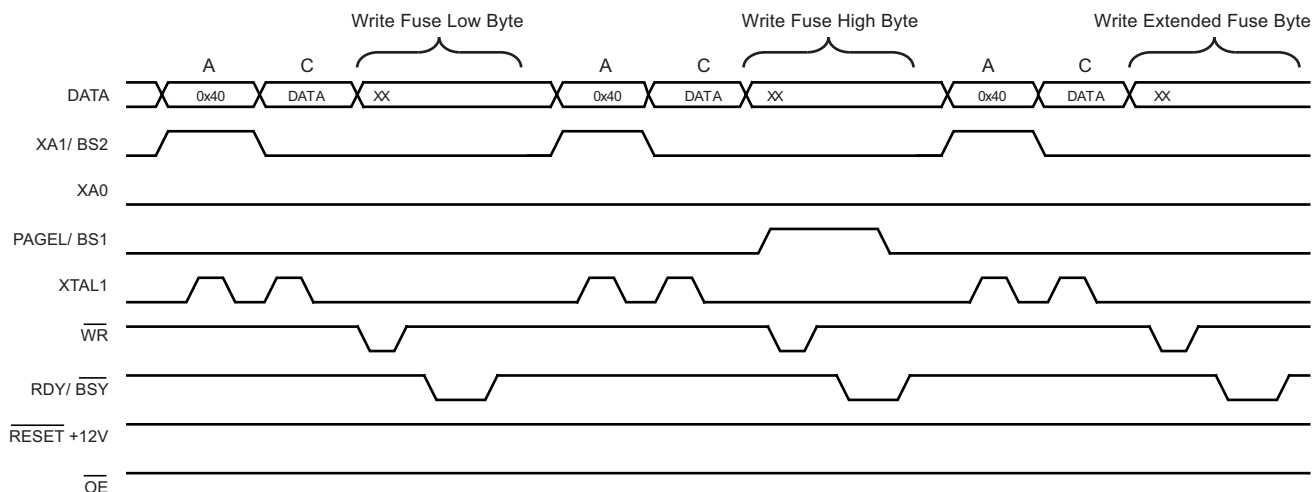 Write Fuse Low Byte Write Fuse High Byte Write Extended Fuse Byte
A C A C A C
DATA 0x40 DATA XX 0x40 DATA XX 0x40 DATA XX
XA1/ BS2
XA0
PAGEL/ BS1
XTAL1
WR
RDY/ BSY
RESET +12V
OE